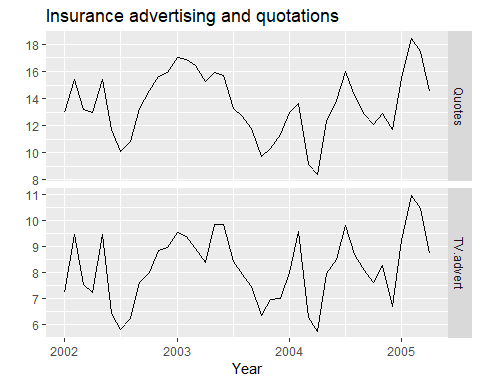 Insurance advertising and quotations
18
16
14
12
10
8
Quotes
11
10
9
8
7
6
TV.advert
2002 2003 2004 2005
Year